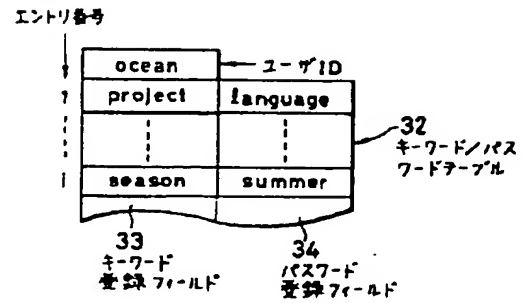 エントリ番号
ocean
ユーザID
project
language
32
キーワード/パス
ワードテーブル
i
season
summer
33
キーワード
登録フィールド
34
パスワード
登録フィールド